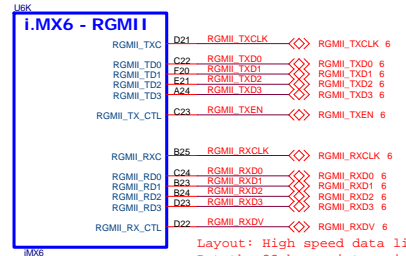 U6K
i.MX6 - RGMII
RGMII_TXC D21 RGMII_TXCLK RGMII_TXCLK 6
RGMII_TD0 C22 RGMII_TXD0 RGMII_TXD0 6
RGMII_TD1 F20 RGMII_TXD1 RGMII_TXD1 6
RGMII_TD2 E21 RGMII_TXD2 RGMII_TXD2 6
RGMII_TD3 A24 RGMII_TXD3 RGMII_TXD3 6
RGMII_TX_CTL C23 RGMII_TXEN RGMII_TXEN 6
RGMII_RXC B25 RGMII_RXCLK RGMII_RXCLK 6
RGMII_RD0 C24 RGMII_RXD0 RGMII_RXD0 6
RGMII_RD1 B23 RGMII_RXD1 RGMII_RXD1 6
RGMII_RD2 B24 RGMII_RXD2 RGMII_RXD2 6
RGMII_RD3 D23 RGMII_RXD3 RGMII_RXD3 6
RGMII_RX_CTL D22 RGMII_RXDV RGMII_RXDV 6
iMX6
Layout: High speed data li